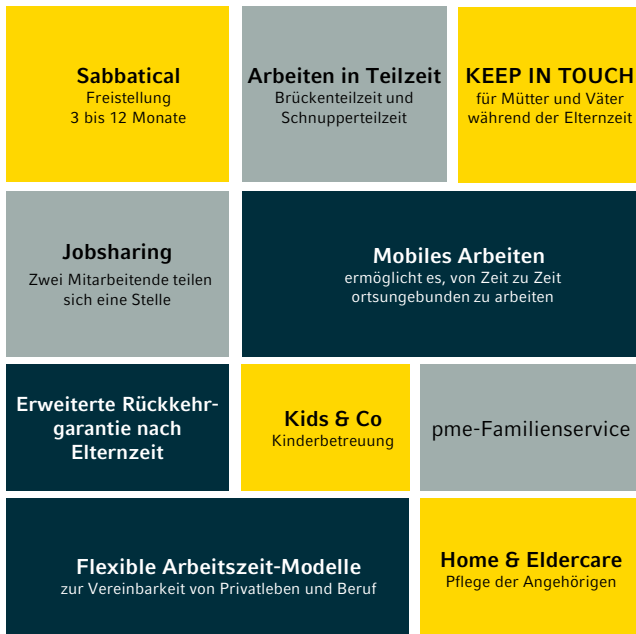 Sabbatical
Freistellung
3 bis 12 Monate
Arbeiten in Teilzeit
Brückenteilzeit und
Schnupperteilzeit
KEEP IN TOUCH
für Mütter und Väter
während der Elternzeit
Jobsharing
Zwei Mitarbeitende teilen
sich eine Stelle
Mobiles Arbeiten
ermöglicht es, von Zeit zu Zeit
ortsungebunden zu arbeiten
Erweiterte Rückkehr-
garantie nach
Elternzeit
Kids & Co
Kinderbetreuung
pme-Familienservice
Flexible Arbeitszeit-Modelle
zur Vereinbarkeit von Privatleben und Beruf
Home & Eldercare
Pflege der Angehörigen